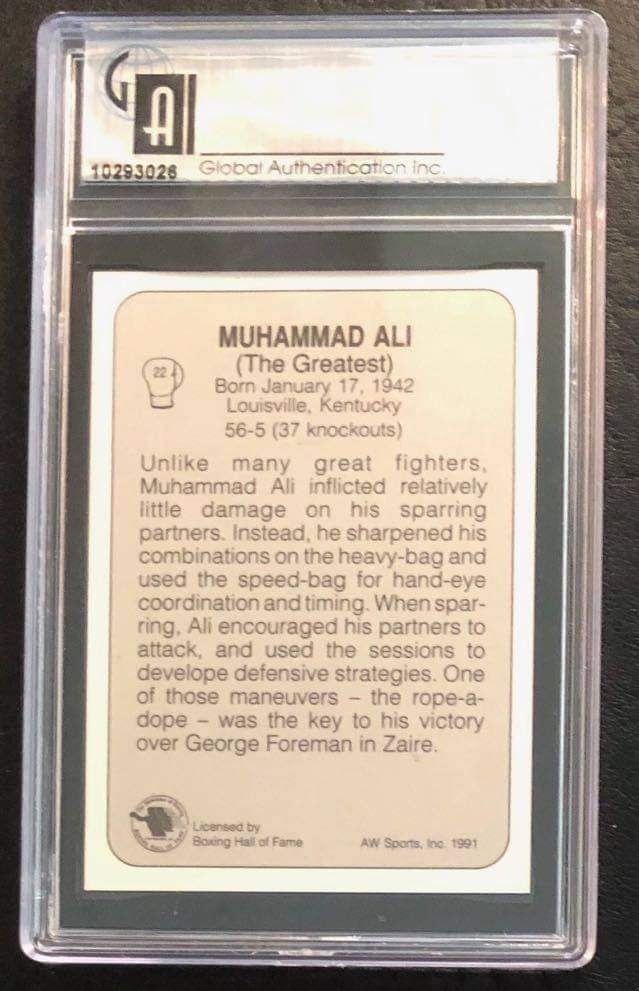 GAI
10293026
Global Authentication Inc.
MUHAMMAD ALI
(The Greatest)
22
Born January 17, 1942
Louisville, Kentucky
56-5 (37 knockouts)
Unlike many great fighters,
Muhammad Ali inflicted relatively
little damage on his sparring
partners. Instead, he sharpened his
combinations on the heavy-bag and
used the speed-bag for hand-eye
coordination and timing. When spar-
ring, Ali encouraged his partners to
attack, and used the sessions to
develop defensive strategies. One
of those maneuvers – the rope-a-
dope – was the key to his victory
over George Foreman in Zaire.
Licensed by
Boxing Hall of Fame
AW Sports, Inc. 1991